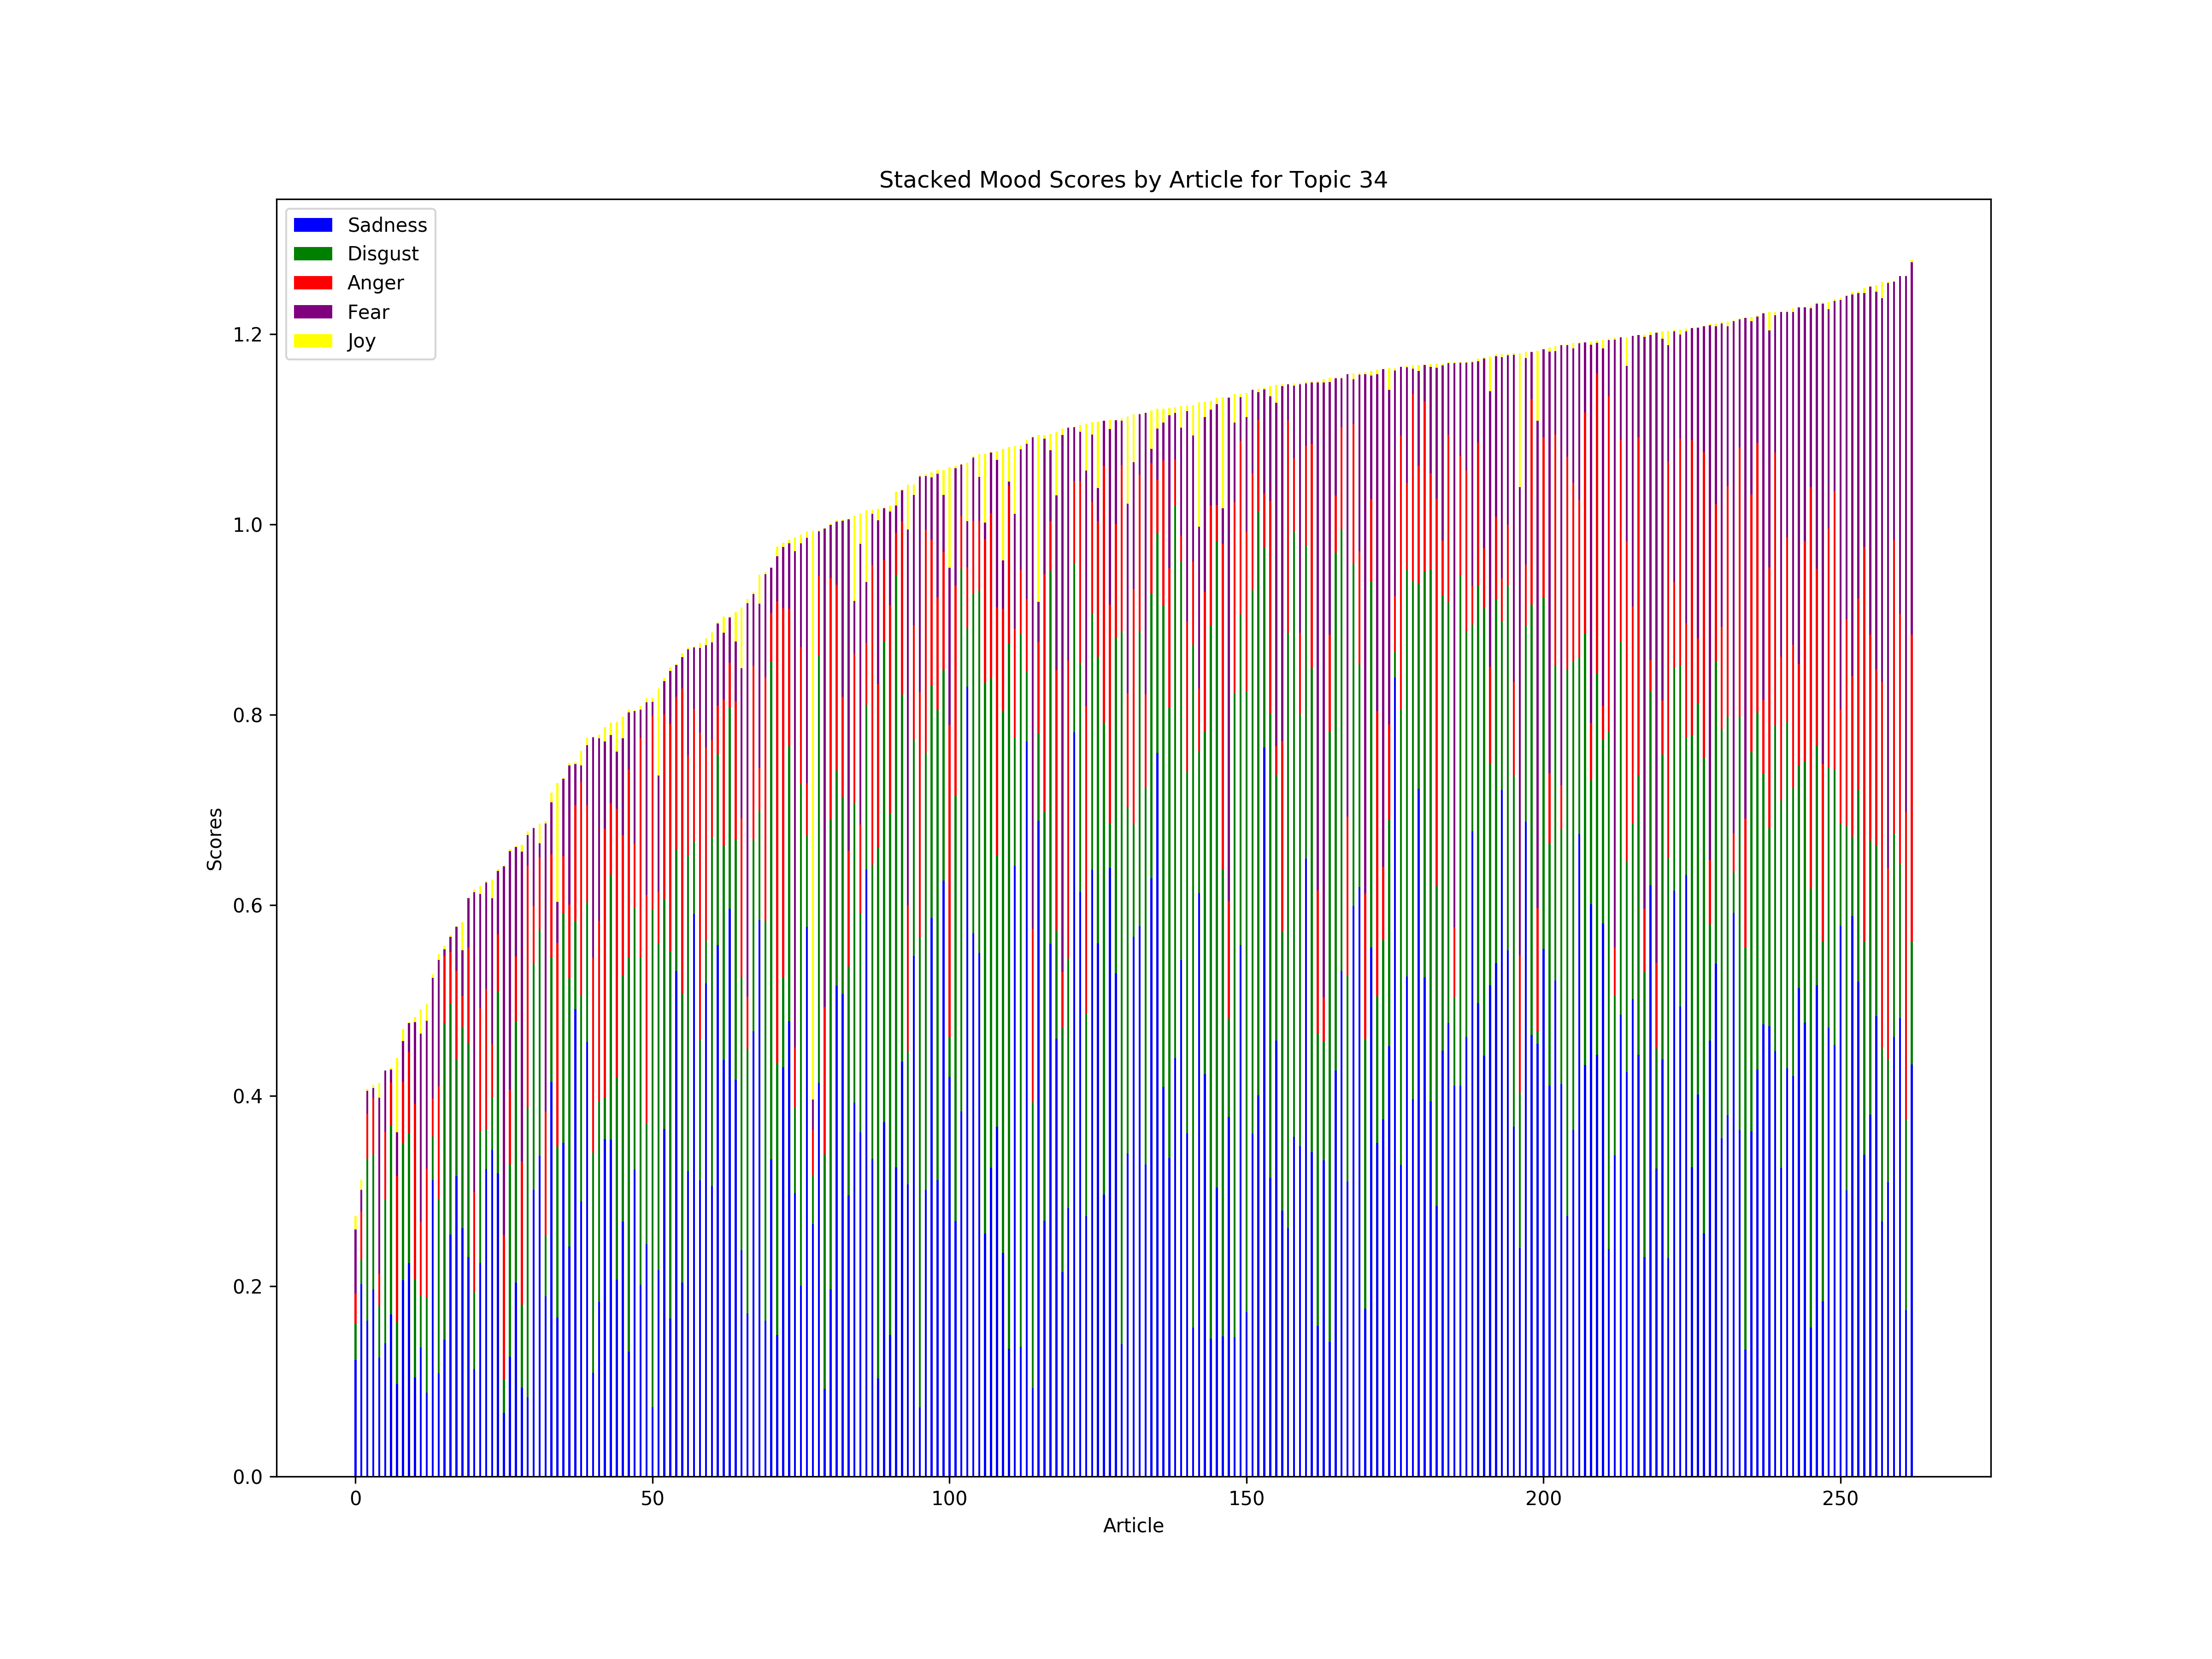 Stacked Mood Scores by Article for Topic 34
Sadness
Disgust
Anger
Fear
Joy
1.2
1.0
0.8
0.6
0.4
0.2
0.0
Scores
0 50 100 150 200 250
Article